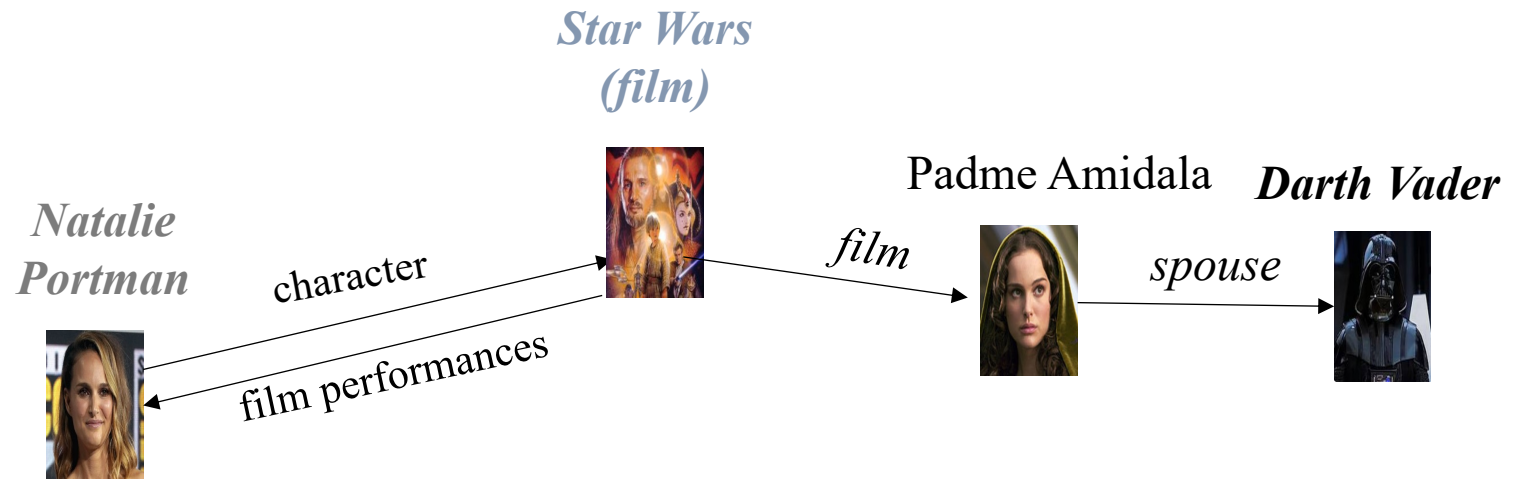 Star Wars
(film)
Padme Amidala
Darth Vader
Natalie
Portman
character
film
spouse
film performances